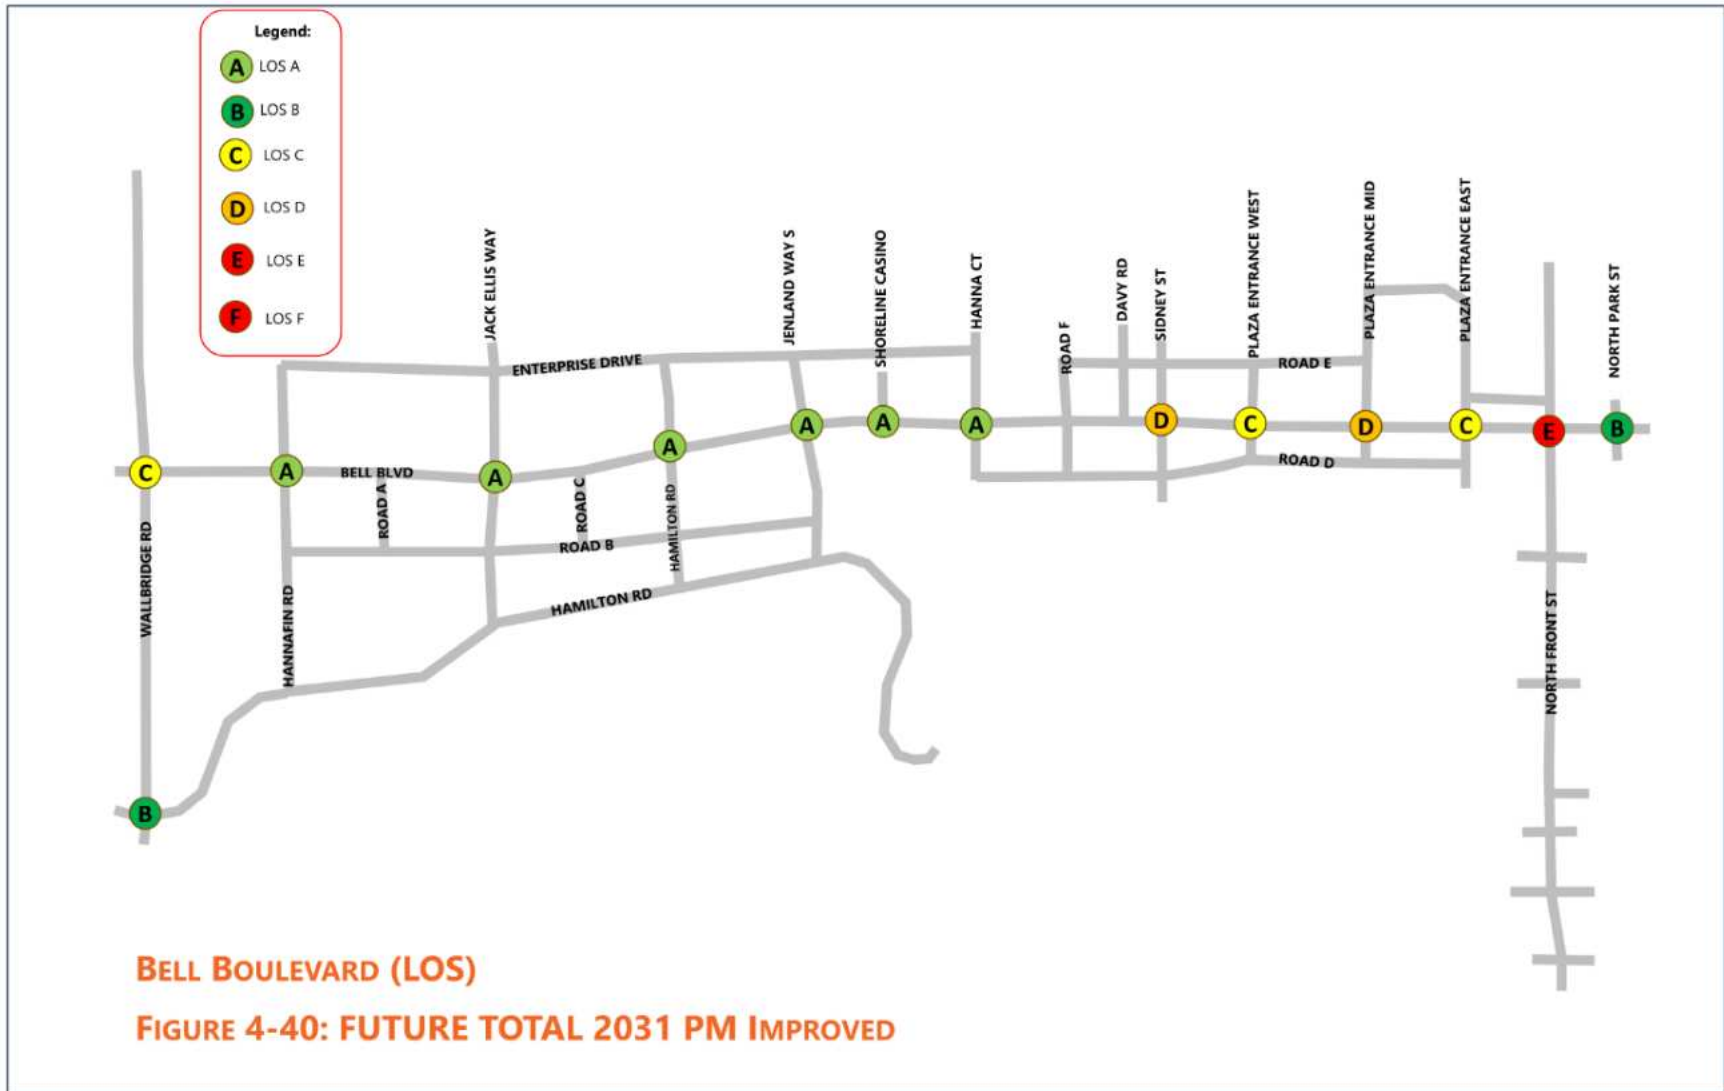 Legend:
A LOS A
B LOS B
C LOS C
D LOS D
E LOS E
F LOS F
JACK ELLIS WAY
JENLAND WAY S
SHORELINE CASINO
HANNA CT
ROAD F
DAVY RD
SIDNEY ST
PLAZA ENTRANCE WEST
PLAZA ENTRANCE MID
PLAZA ENTRANCE EAST
NORTH PARK ST
ENTERPRISE DRIVE
ROAD E
C
A
BELL BLVD
A
A
A
A
A
D
C
D
C
E
B
ROAD D
ROAD A
ROAD C
HAMILTON RD
ROAD B
WALLBRIDGE RD
HANNAFIN RD
HAMILTON RD
NORTH FRONT ST
B
BELL BOULEVARD (LOS)
FIGURE 4-40: FUTURE TOTAL 2031 PM IMPROVED